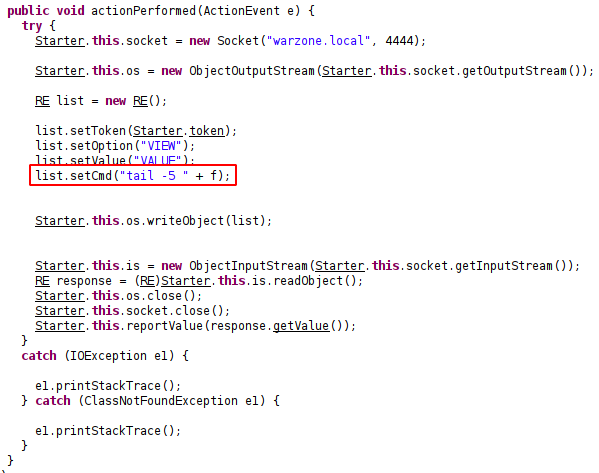 public void actionPerformed(ActionEvent e) {
try {
Starter.this.socket = new Socket("warzone.local", 4444);
Starter.this.os = new ObjectOutputStream(Starter.this.socket.getOutputStream());
RE list = new RE();
list.setToken(Starter.token);
list.setOption("VIEW");
list.setValue("VALUE");
list.setCmd("tail -5 " + f);
Starter.this.os.writeObject(list);
Starter.this.is = new ObjectInputStream(Starter.this.socket.getInputStream());
RE response = (RE)Starter.this.is.readObject();
Starter.this.os.close();
Starter.this.socket.close();
Starter.this.reportValue(response.getValue());
}
catch (IOException e1) {
e1.printStackTrace();
} catch (ClassNotFoundException e1) {
e1.printStackTrace();
}
}